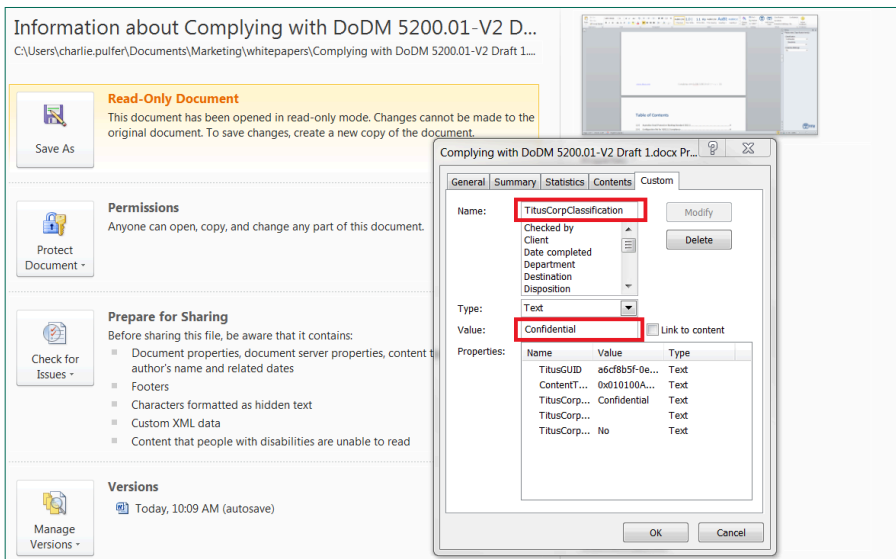 Information about Complying with DoDM 5200.01-V2 D...
C:\Users\charlie.pulfer\Documents\Marketing\whitepapers\Complying with DoDM 5200.01-V2 Draft 1....
Save As
Read-Only Document
This document has been opened in read-only mode. Changes cannot be made to the
original document. To save changes, create a new copy of the document.
Protect
Document
Permissions
Anyone can open, copy, and change any part of this document.
Check for
Issues
Prepare for Sharing
Before sharing this file, be aware that it contains:
Document properties, document server properties, content t
author's name and related dates
Footers
Characters formatted as hidden text
Custom XML data
Content that people with disabilities are unable to read
Manage
Versions
Versions
Today, 10:09 AM (autosave)
Table of Contents
Complying with DoDM 5200.01-V2 Draft 1.docx Pr...
General Summary Statistics Contents Custom
Name: TitusCorpClassification Modify
Checked by
Client
Date completed
Department
Destination
Disposition
Delete
Type: Text
Value: Confidential Link to content
Properties: Name Value Type
TitusGUID a6cf8b5f-0e... Text
ContentT... 0x010100A... Text
TitusCorp... Confidential Text
TitusCorp... Text
TitusCorp... No Text
OK Cancel